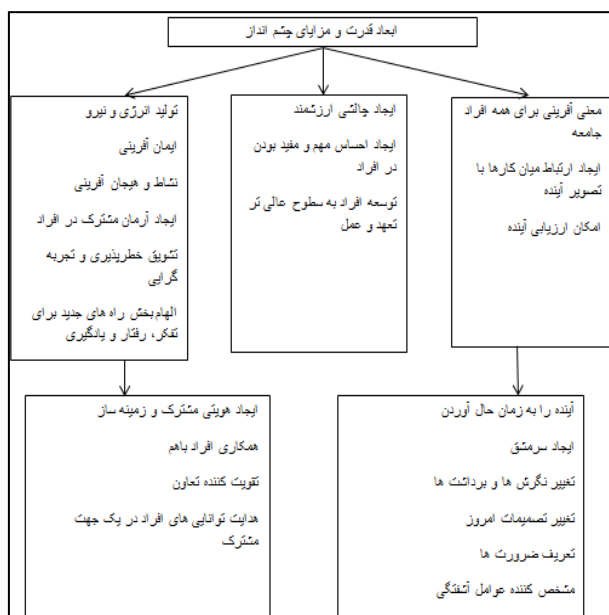 ابعاد قدرت و مزایای چشم انداز
معنی آفرینی برای همه افراد
جامعه
ایجاد ارتباط میان کارها با
تصویر آینده
امکان ارزیابی آینده
ایجاد چالشی ارزشمند
ایجاد احساس مهم و مفید بودن
در افراد
توسعه افراد به سطوح عالی تر
تعهد و عمل
تولید انرژی و نیرو
ایمان آفرینی
نشاط و هیجان آفرینی
ایجاد آرمان مشترک در افراد
تشویق خطرپذیری و تجربه
گرایی
الهام بخش راه های جدید برای
تفکر، رفتار و یادگیری
آینده را به زمان حال آوردن
ایجاد سرمشق
تغییر نگرش ها و برداشت ها
تغییر تصمیمات امروز
تعریف ضرورت ها
مشخص کننده عوامل آشفتگی
ایجاد هویتی مشترک و زمینه ساز
همکاری افراد باهم
تقویت کننده تعاون
هدایت توانایی های افراد در یک جهت
مشترک